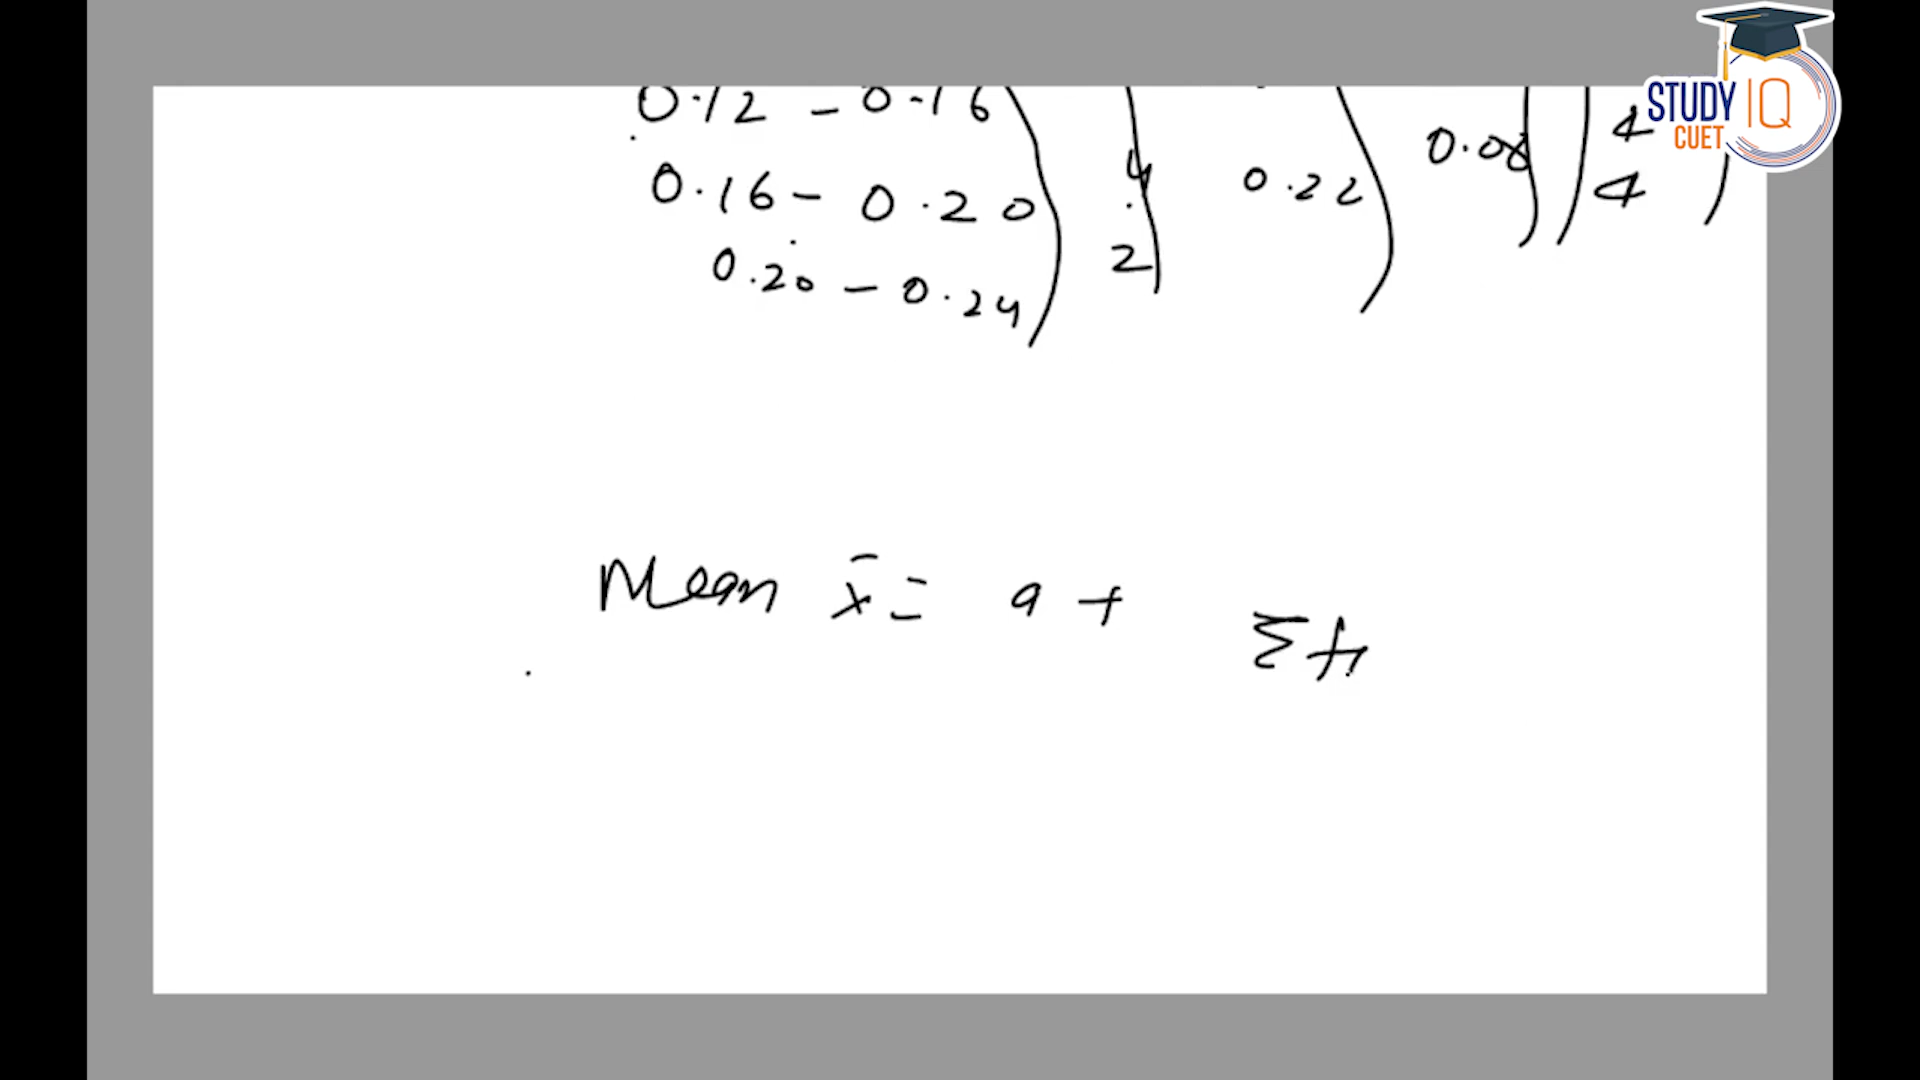 0.12 - 0.16
0.08
4
0.16 - 0.20
4
0.22
4
0.20 - 0.24
2
Mean x̄ = a +
Σfi
STUDY IQ
CUET